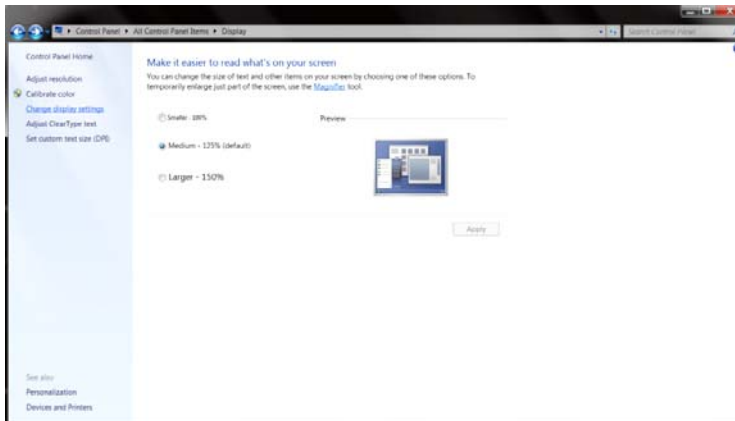 Control Panel ▸ All Control Panel Items ▸ Display
Search Control Panel
Control Panel Home
Adjust resolution
Calibrate color
Change display settings
Adjust ClearType text
Set custom text size (DPI)
Make it easier to read what's on your screen
You can change the size of text and other items on your screen by choosing one of these options. To
temporarily enlarge just part of the screen, use the Magnifier tool.
Smaller - 100%
Preview
Medium - 125% (default)
Larger - 150%
Apply
See also
Personalization
Devices and Printers